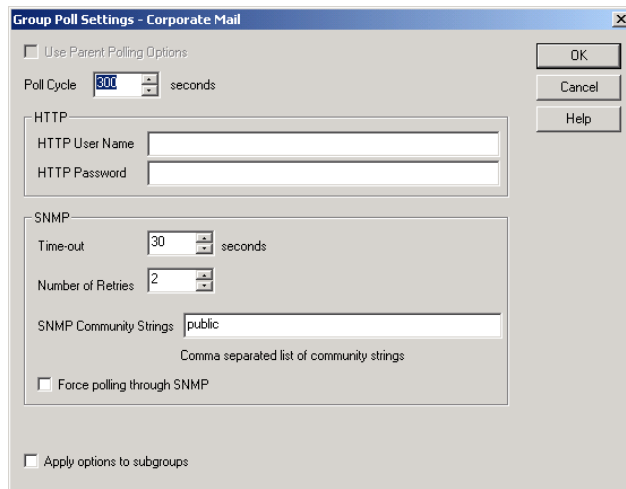 Group Poll Settings - Corporate Mail
Use Parent Polling Options
OK
Poll Cycle 300 seconds
Cancel
HTTP
Help
HTTP User Name
HTTP Password
SNMP
Time-out 30 seconds
Number of Retries 2
SNMP Community Strings public
Comma separated list of community strings
Force polling through SNMP
Apply options to subgroups